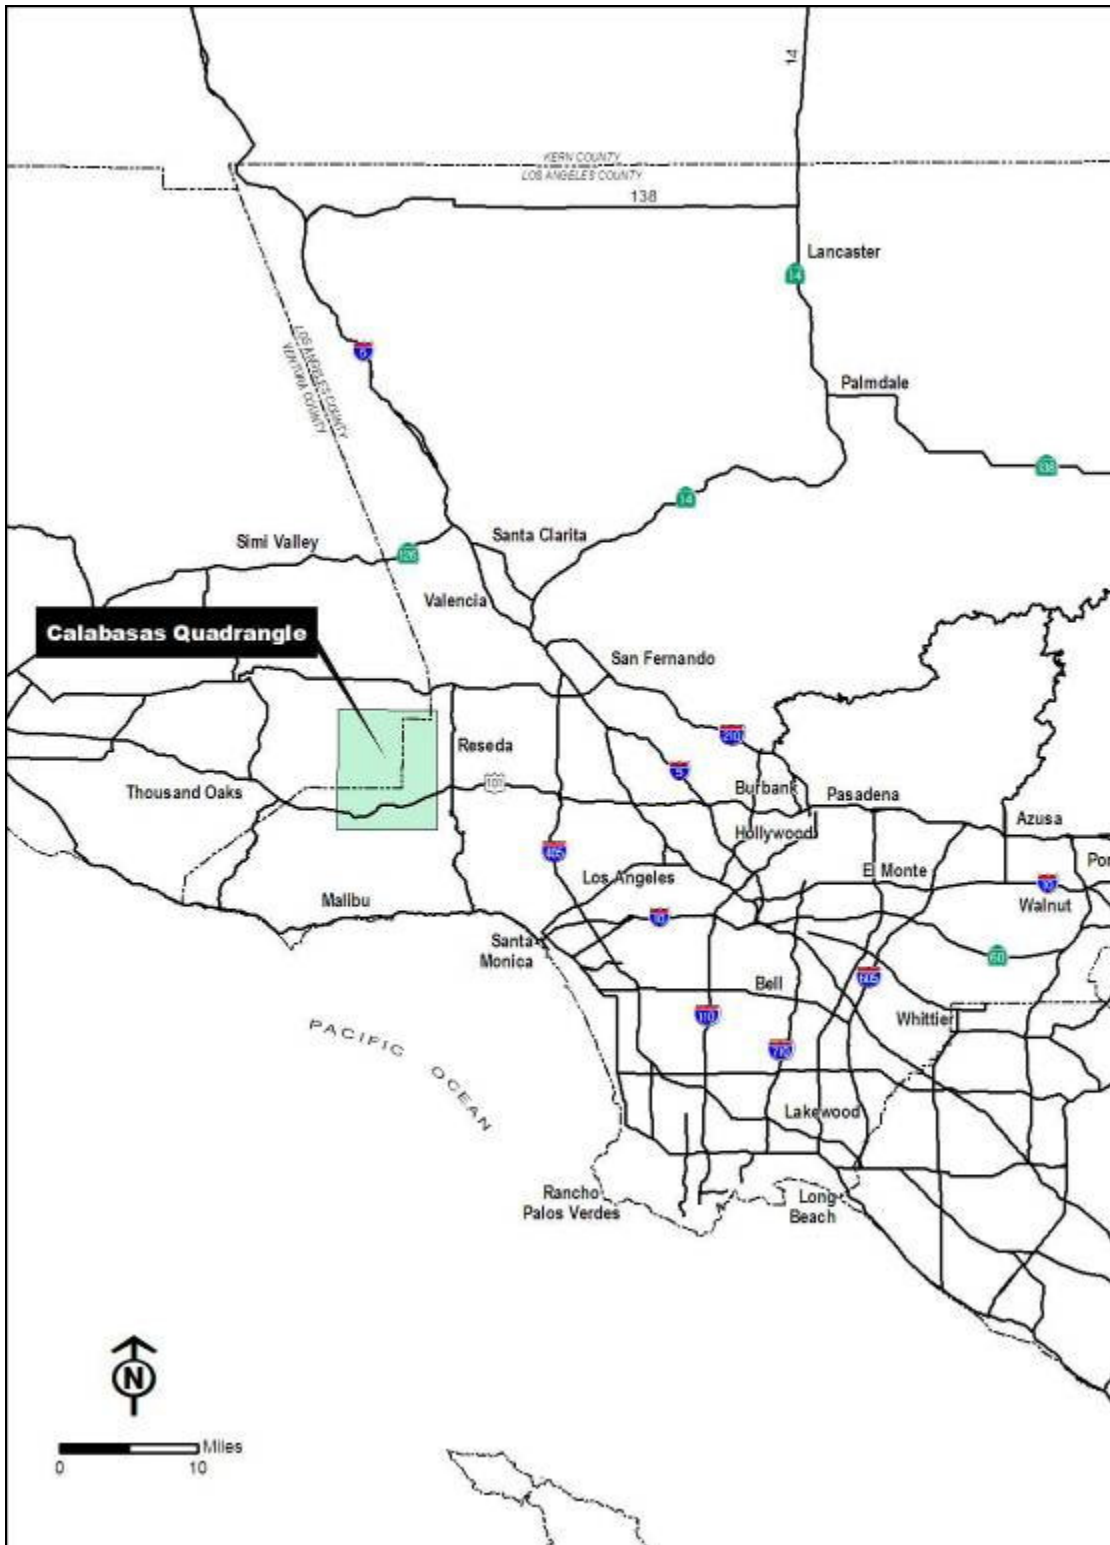 14
KERN COUNTY
LOS ANGELES COUNTY
138
Lancaster
14
LOS ANGELES COUNTY
VENTURA COUNTY
5
Palmdale
138
14
Simi Valley
126
Santa Clarita
Valencia
Calabasas Quadrangle
San Fernando
210
Reseda
5
101
Thousand Oaks
Burbank
Pasadena
Azusa
Hollywood
405
Los Angeles
El Monte
Por
10
Walnut
Malibu
10
Santa
Monica
60
Bell
605
110
Whittier
PACIFIC OCEAN
710
Lakewood
Rancho
Palos Verdes
Long
Beach
N
Miles
0 10